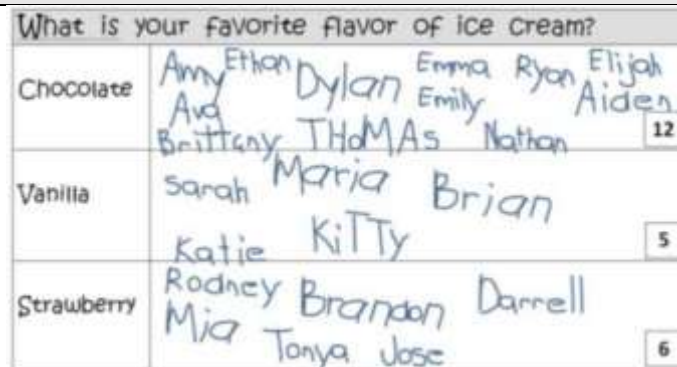 What is your favorite flavor of ice cream?
Chocolate
Amy Ethan Dylan Emma Ryan Elijah
Ava Emily Aiden
Brittany THoMAs Nathan
12
Vanilla
Sarah Maria Brian
Katie KiTTy
5
Strawberry
Rodney Brandon Darrell
Mia Tonya Jose
6